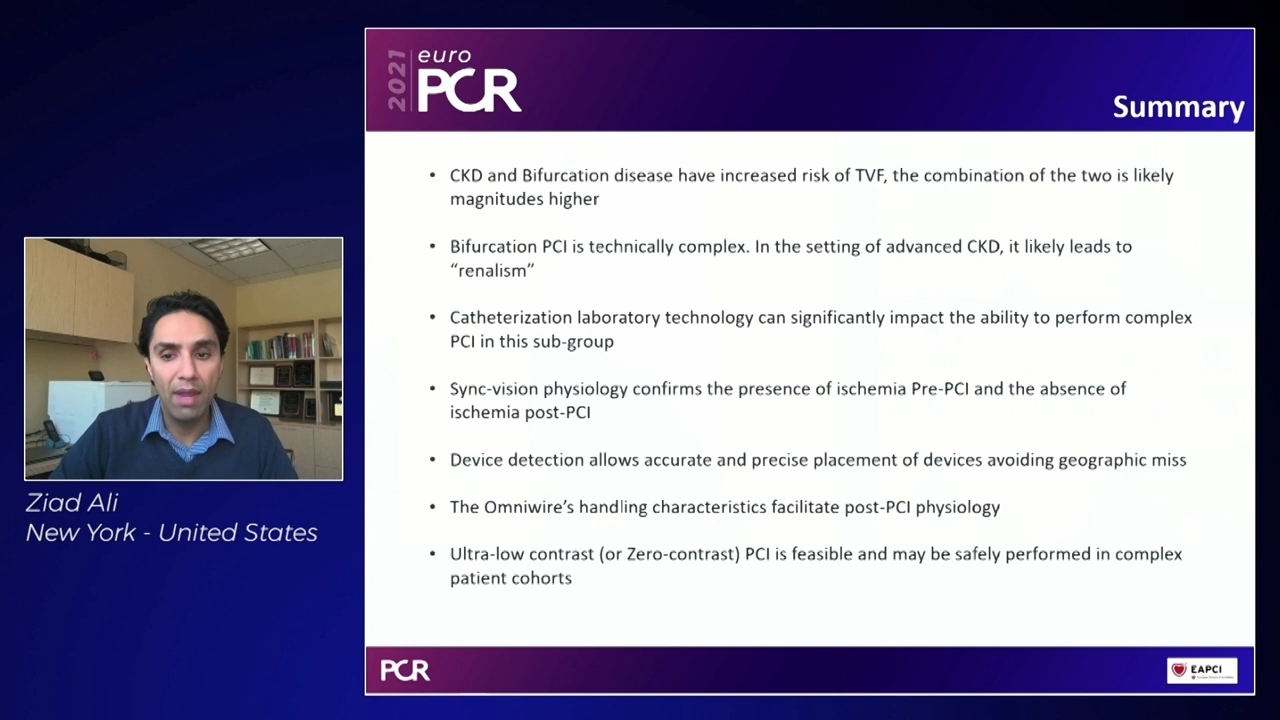 2021
euro
PCR
Summary
• CKD and Bifurcation disease have increased risk of TVF, the combination of the two is likely
magnitudes higher
• Bifurcation PCI is technically complex. In the setting of advanced CKD, it likely leads to
“renalism”
• Catheterization laboratory technology can significantly impact the ability to perform complex
PCI in this sub-group
• Sync-vision physiology confirms the presence of ischemia Pre-PCI and the absence of
ischemia post-PCI
• Device detection allows accurate and precise placement of devices avoiding geographic miss
• The Omniwire’s handling characteristics facilitate post-PCI physiology
• Ultra-low contrast (or Zero-contrast) PCI is feasible and may be safely performed in complex
patient cohorts
Ziad Ali
New York - United States
PCR
EAPCI